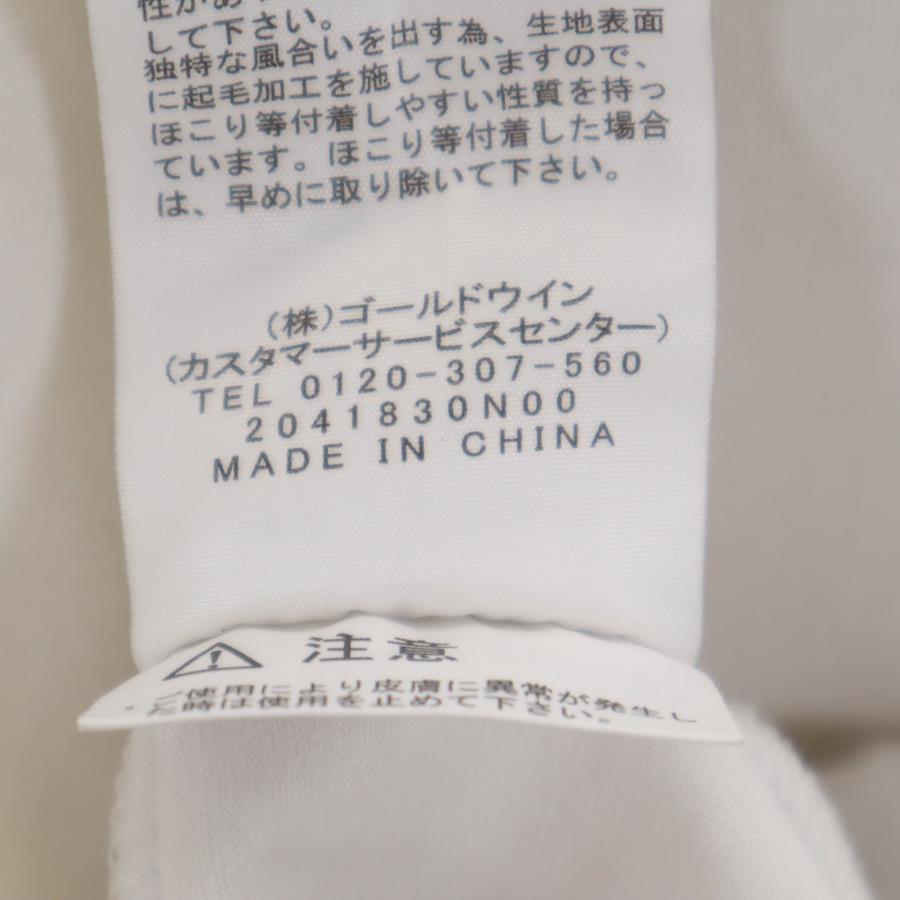 性があ
して下さい。
独特な風合いを出す為、生地表面
に起毛加工を施していますので、
ほこり等付着しやすい性質を持っ
ています。ほこり等付着した場合
は、早めに取り除いて下さい。
(株)ゴールドウイン
(カスタマーサービスセンター)
TEL 0120-307-560
2041830N00
MADE IN CHINA
注意
・ご使用により皮膚に異常が発生し
た時は使用を止めて下さい。